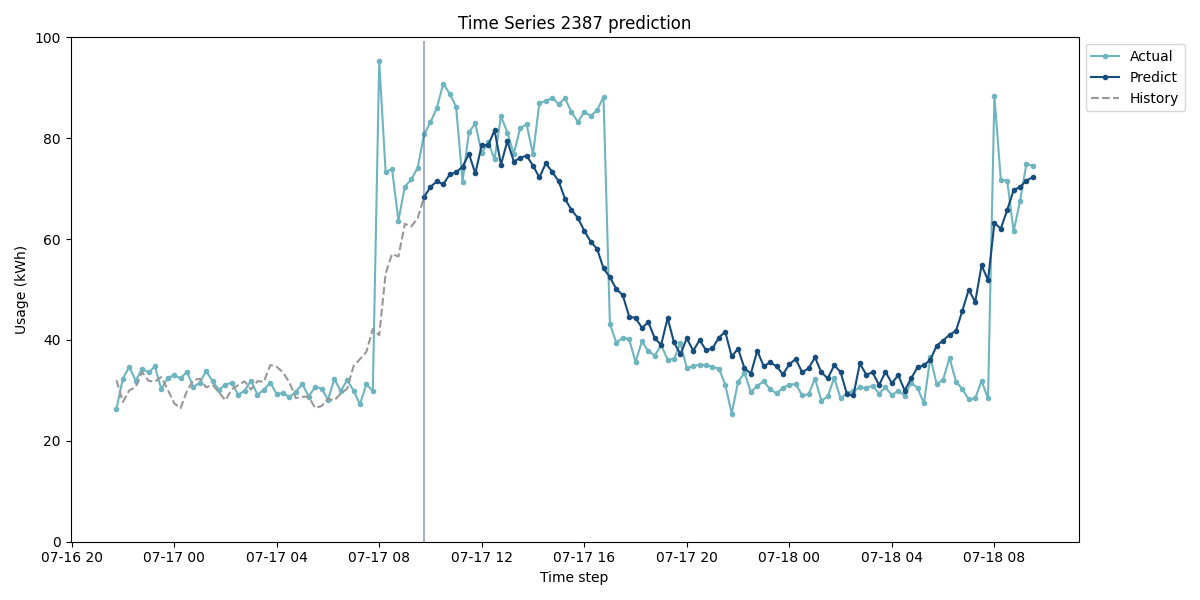 Time Series 2387 prediction
Usage (kWh)
100
80
60
40
20
0
07-16 20
07-17 00
07-17 04
07-17 08
07-17 12
07-17 16
07-17 20
07-18 00
07-18 04
07-18 08
Time step
Actual
Predict
History